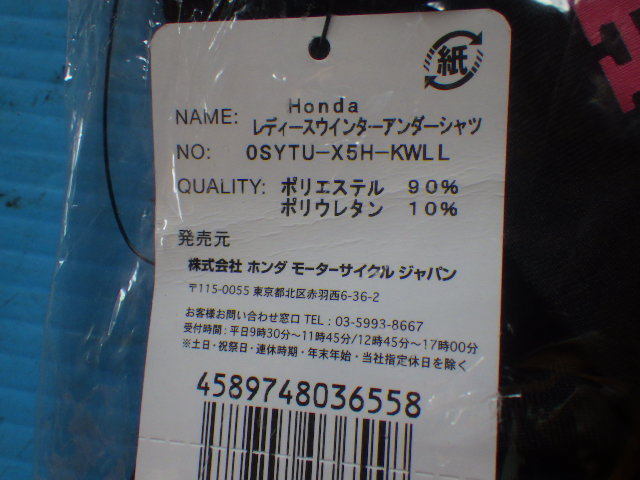 紙
Honda
NAME: レディースウインターアンダーシャツ
NO: 0SYTU-X5H-KWLL
QUALITY: ポリエステル 90%
ポリウレタン 10%
発売元
株式会社 ホンダ モーターサイクル ジャパン
〒115-0055 東京都北区赤羽西6-36-2
お客様お問い合わせ窓口 TEL : 03-5993-8667
受付時間 : 平日9時30分〜11時45分/12時45分〜17時00分
※土日・祝祭日・連休時期・年末年始・当社指定休日を除く
4589748036558